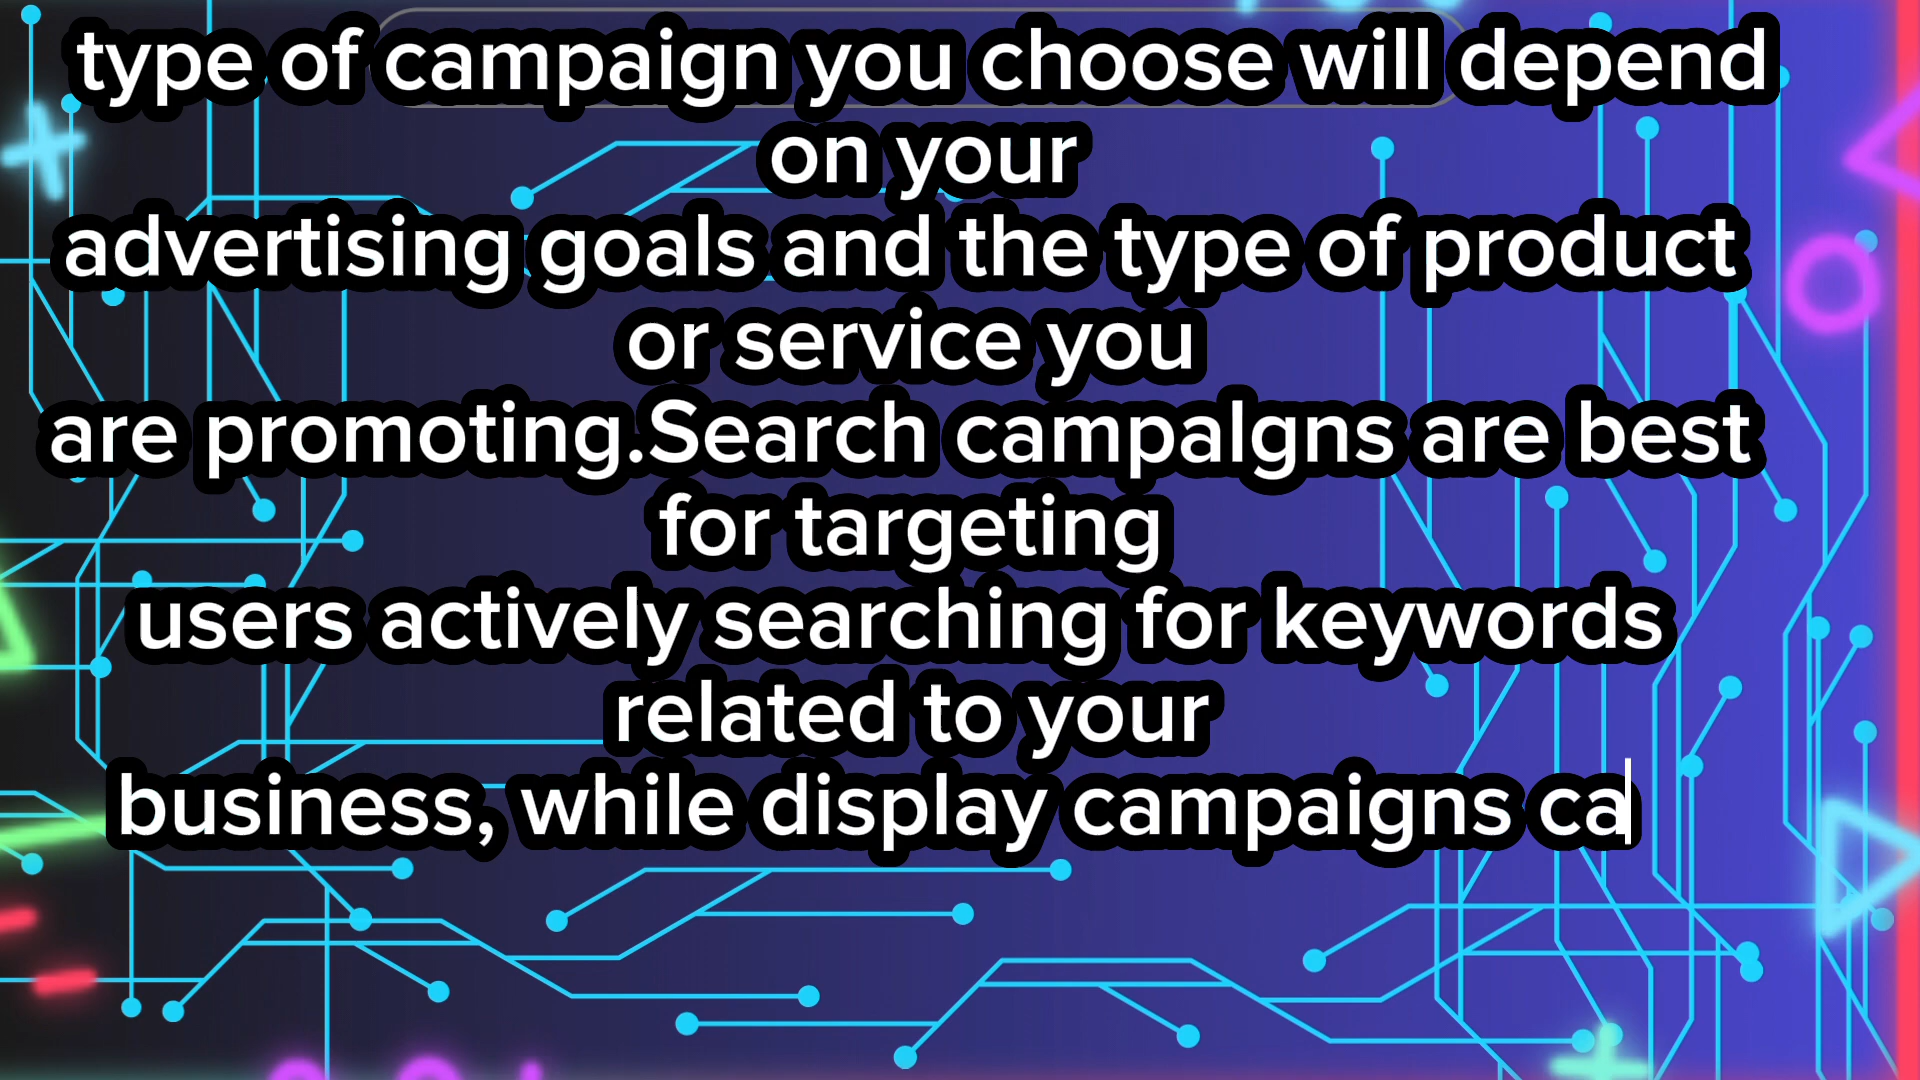 type of campaign you choose will depend
on your
advertising goals and the type of product
or service you
are promoting.Search campalgns are best
for targeting
users actively searching for keywords
related to your
business, while display campaigns ca